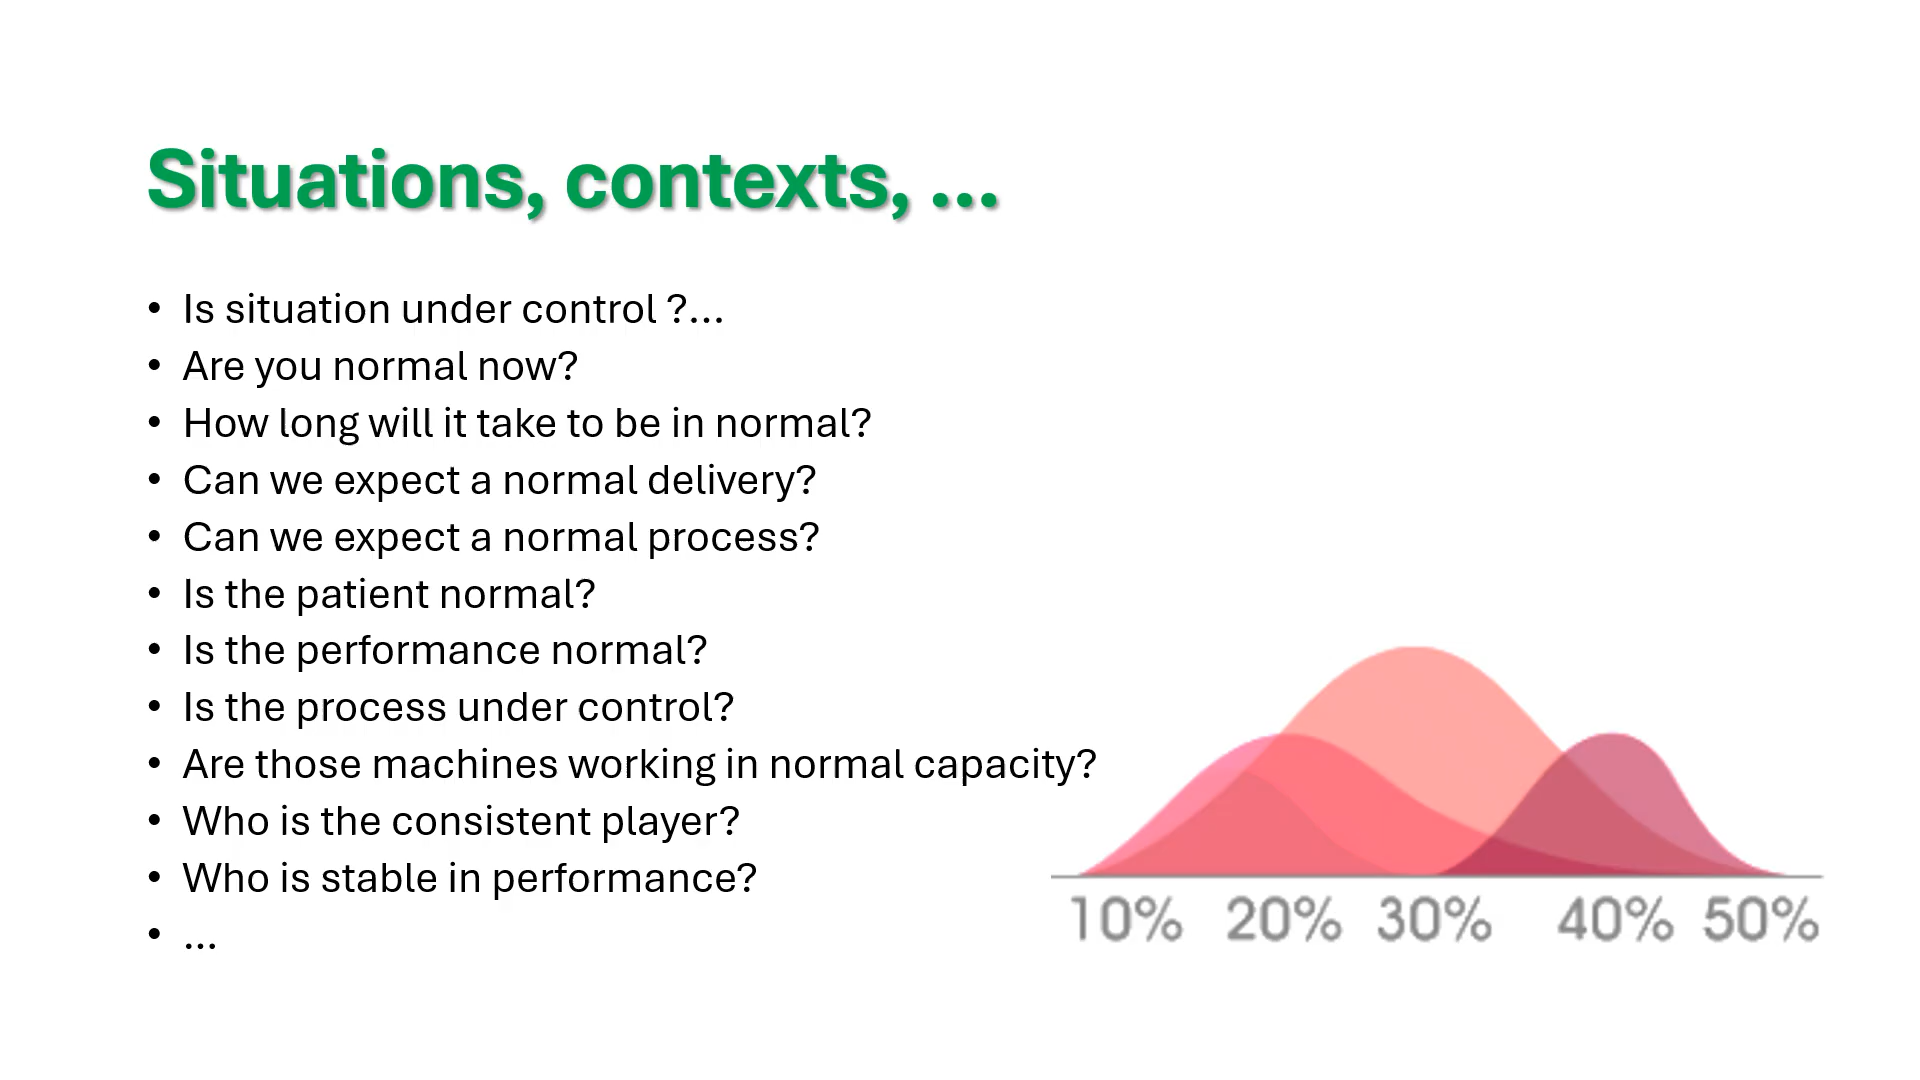 Situations, contexts, ...
• Is situation under control ?...
• Are you normal now?
• How long will it take to be in normal?
• Can we expect a normal delivery?
• Can we expect a normal process?
• Is the patient normal?
• Is the performance normal?
• Is the process under control?
• Are those machines working in normal capacity?
• Who is the consistent player?
• Who is stable in performance?
• ...
10% 20% 30% 40% 50%